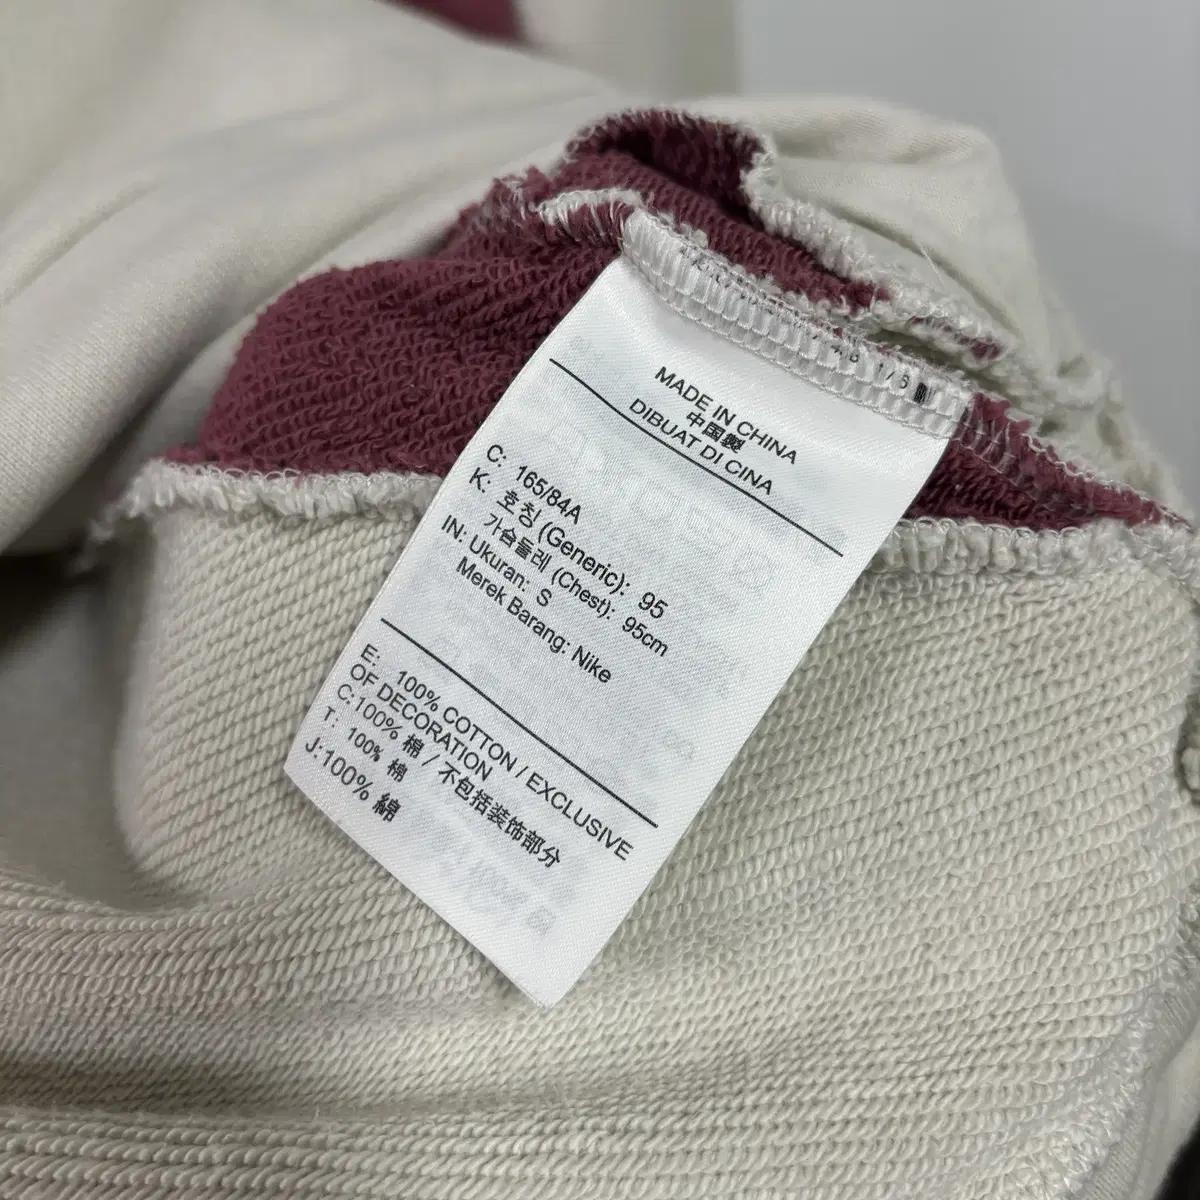 1/6
MADE IN CHINA
中国製
DIBUAT DI CINA
C: 165/84A
K: 호칭 (Generic): 95
가슴둘레 (Chest): 95cm
IN: Ukuran: S
Merek Barang: Nike
E: 100% COTTON / EXCLUSIVE
OF DECORATION
C: 100% 棉 / 不包括装饰部分
T: 100% 棉
J: 100% 綿